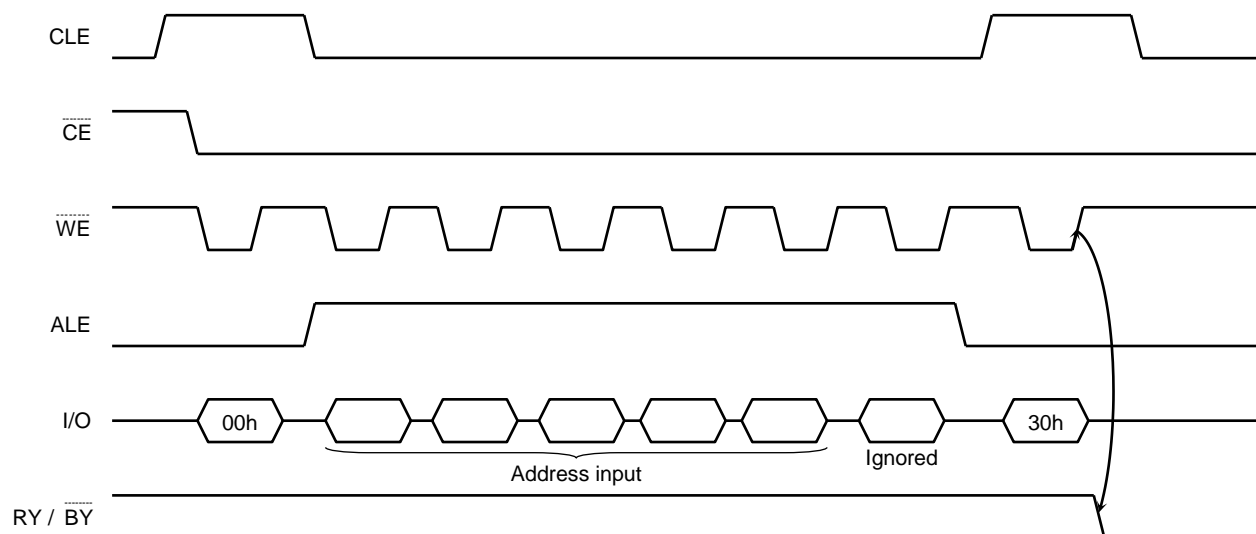 CLE
CE
WE
ALE
I/O 00h 30h
Ignored
Address input
RY / BY